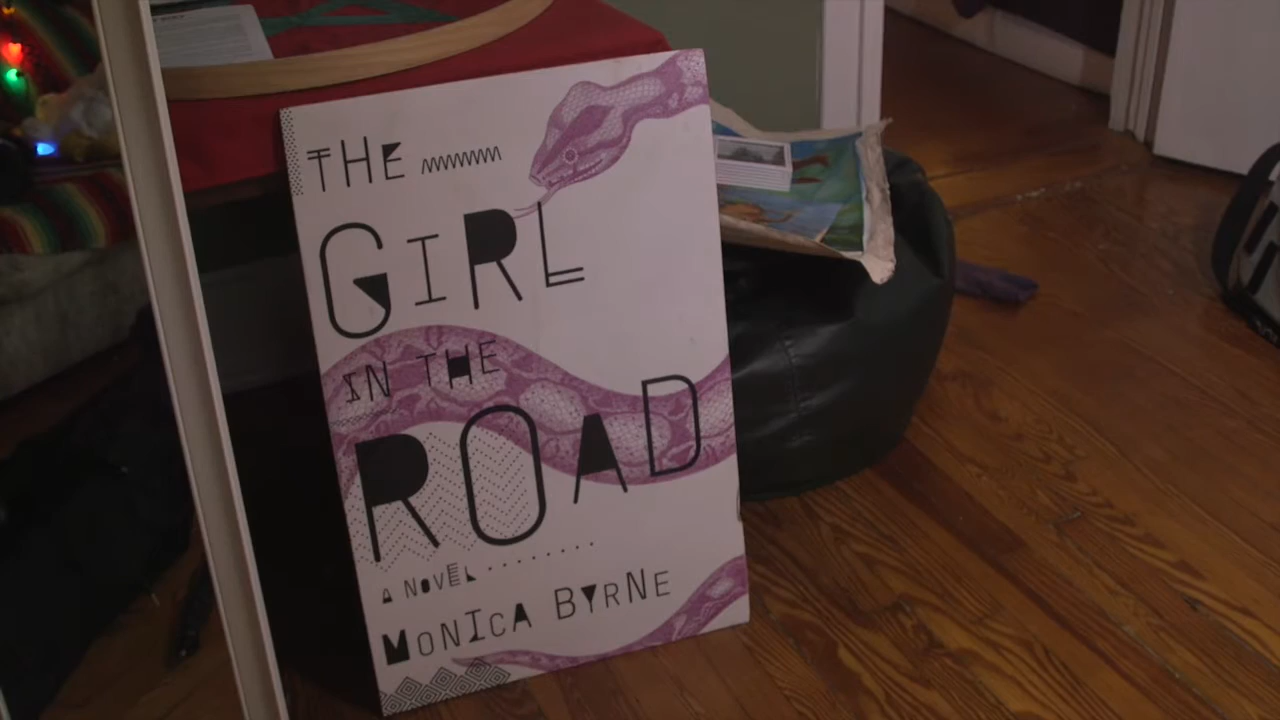 THE
GIRL
IN THE
ROAD
A NOVEL
MONICA BYRNE